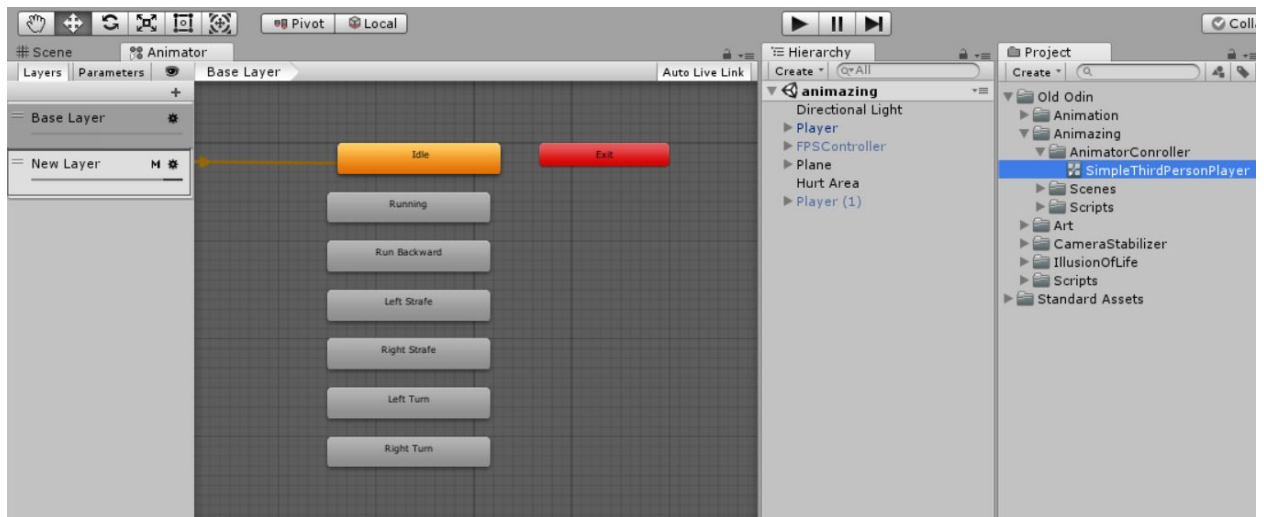 Pivot Local
Colla
Scene Animator
Hierarchy
Project
Layers Parameters Base Layer Auto Live Link
Create All
Create
Base Layer
New Layer M
Idle
Exit
Running
Run Backward
Left Strafe
Right Strafe
Left Turn
Right Turn
animazing
Directional Light
Player
FPSController
Plane
Hurt Area
Player (1)
Old Odin
Animation
Animazing
AnimatorConroller
SimpleThirdPersonPlayer
Scenes
Scripts
Art
CameraStabilizer
IllusionOfLife
Scripts
Standard Assets